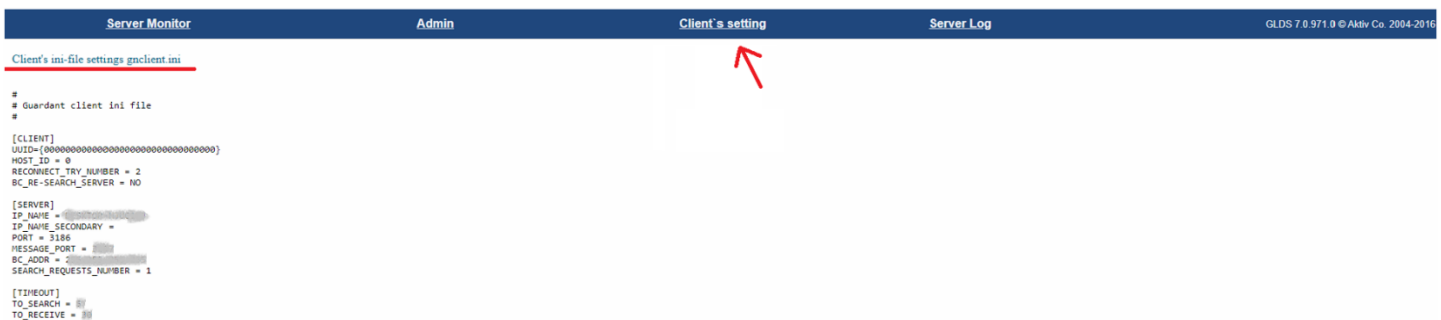 Server Monitor Admin Client`s setting Server Log GLDS 7.0.971.0 © Aktiv Co. 2004-2016
Client's ini-file settings gnclient.ini
#
# Guardant client ini file
#
[CLIENT]
UUID={00000000000000000000000000000000}
HOST_ID = 0
RECONNECT_TRY_NUMBER = 2
BC_RE-SEARCH_SERVER = NO
[SERVER]
IP_NAME =
IP_NAME_SECONDARY =
PORT = 3186
MESSAGE_PORT =
BC_ADDR =
SEARCH_REQUESTS_NUMBER = 1
[TIMEOUT]
TO_SEARCH =
TO_RECEIVE =